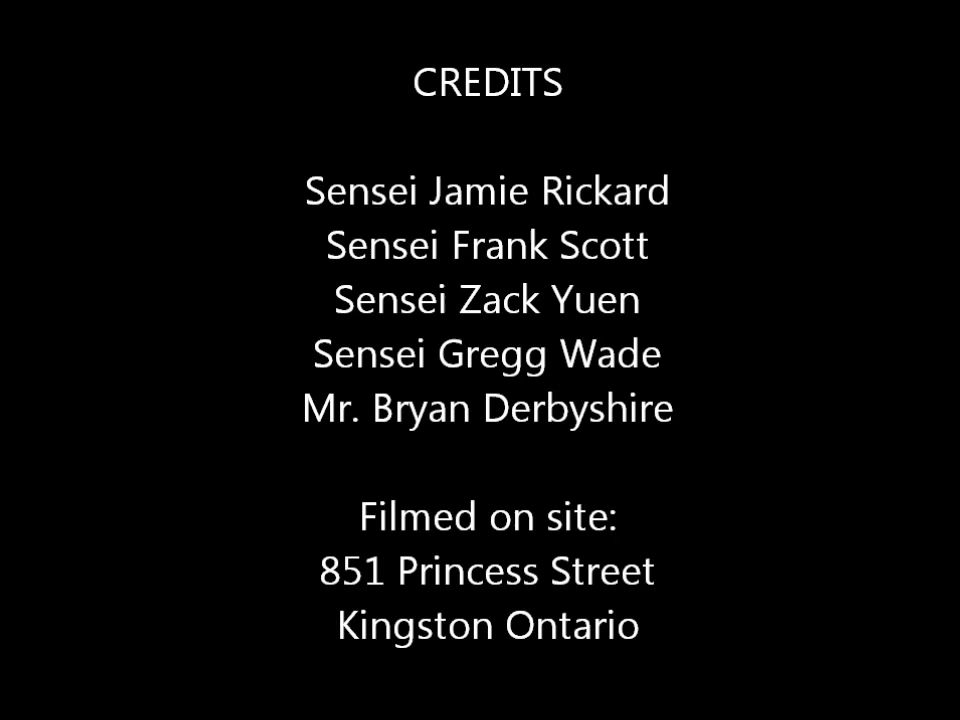 CREDITS
Sensei Jamie Rickard
Sensei Frank Scott
Sensei Zack Yuen
Sensei Gregg Wade
Mr. Bryan Derbyshire
Filmed on site:
851 Princess Street
Kingston Ontario